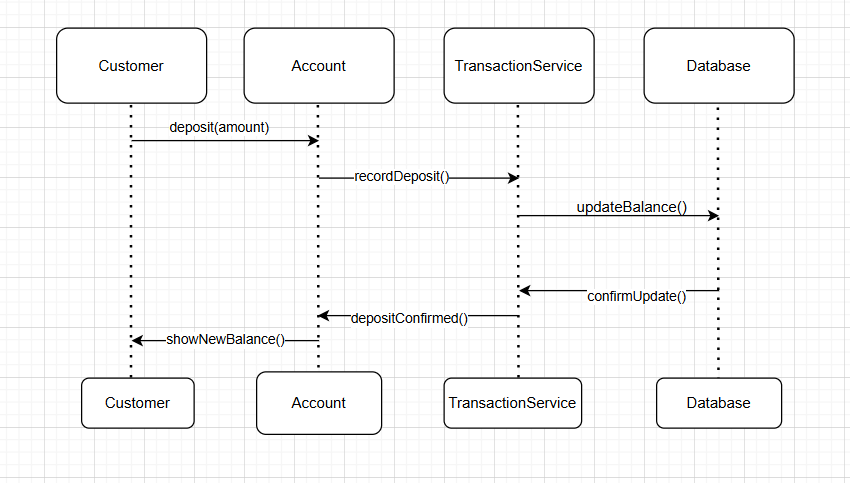 Customer
Account
TransactionService
Database
deposit(amount)
recordDeposit()
updateBalance()
confirmUpdate()
depositConfirmed()
showNewBalance()
Customer
Account
TransactionService
Database